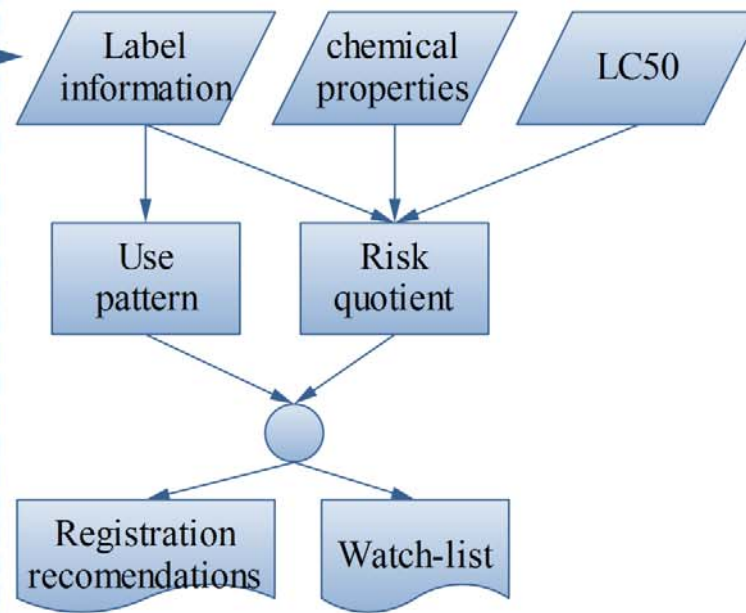 Label
information
chemical
properties
LC50
Use
pattern
Risk
quotient
Registration
recomendations
Watch-list